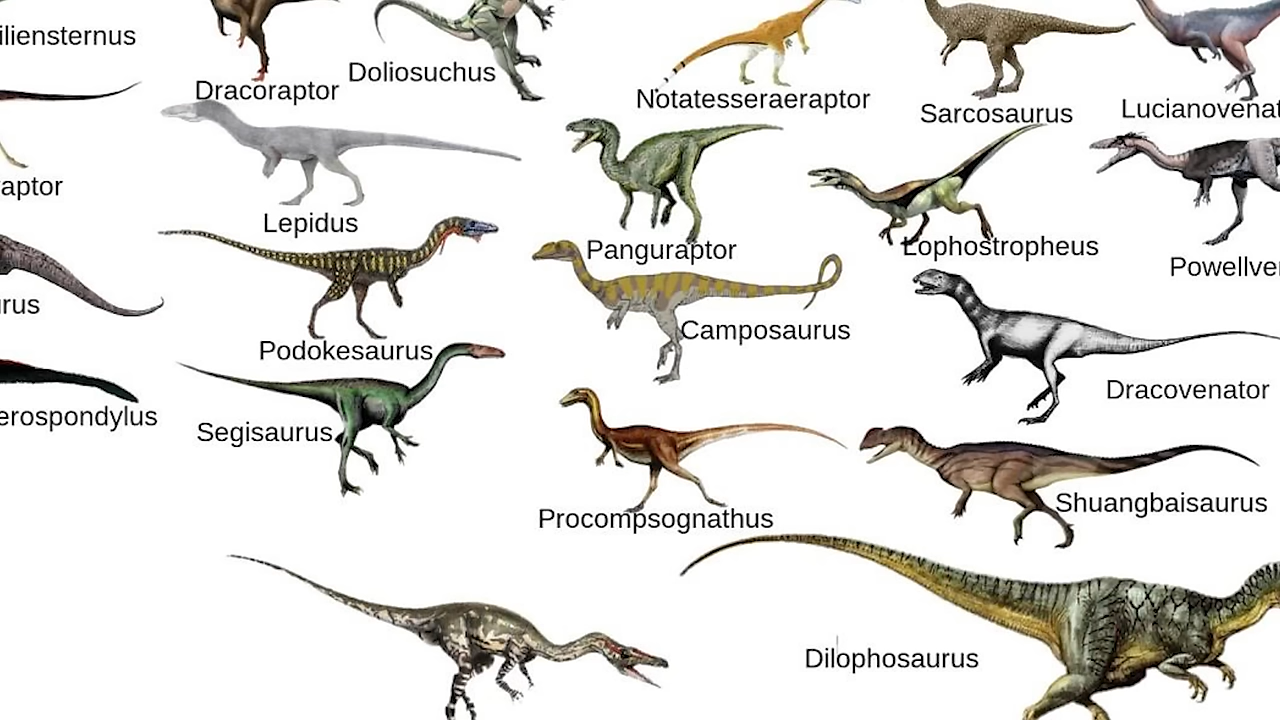 iliensternus
Doliosuchus
Dracoraptor
Notatesseraeraptor
Sarcosaurus
Lucianovenat
aptor
Lepidus
Panguraptor
Lophostropheus
Powellve
urus
Camposaurus
Podokesaurus
Dracovenator
erospondylus
Segisaurus
Procompsognathus
Shuangbaisaurus
Dilophosaurus